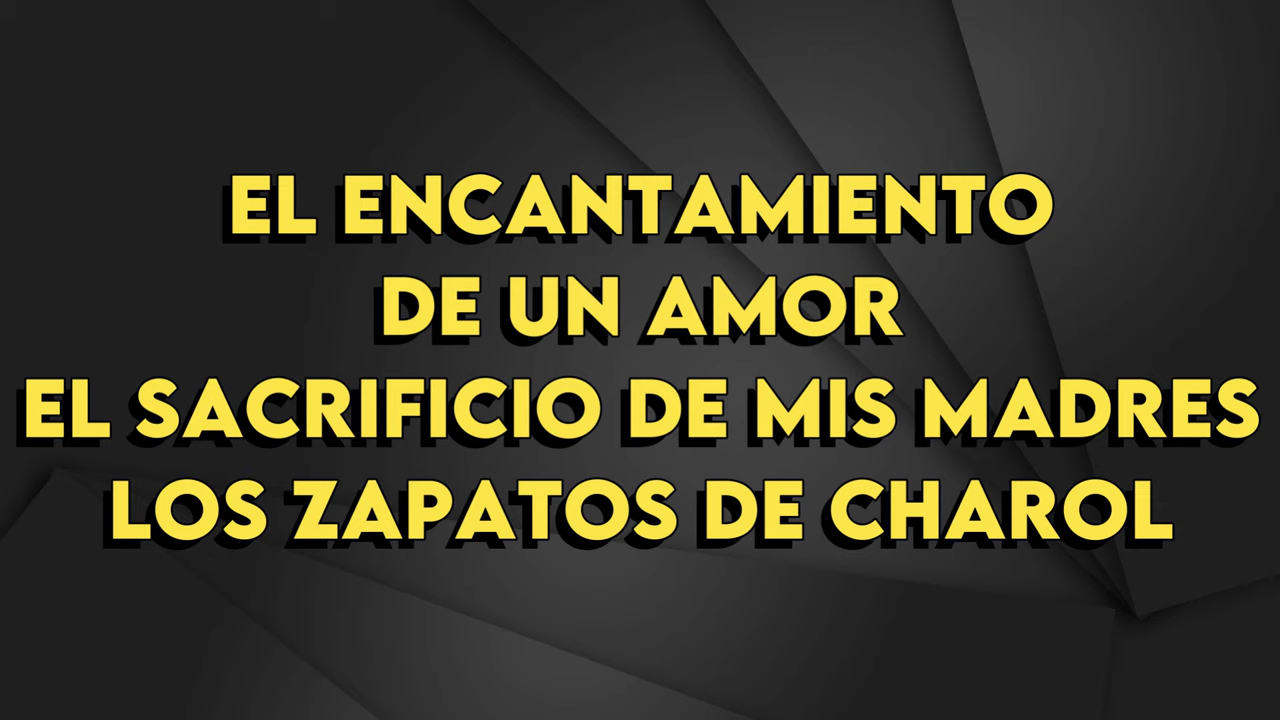 EL ENCANTAMIENTO
DE UN AMOR
EL SACRIFICIO DE MIS MADRES
LOS ZAPATOS DE CHAROL